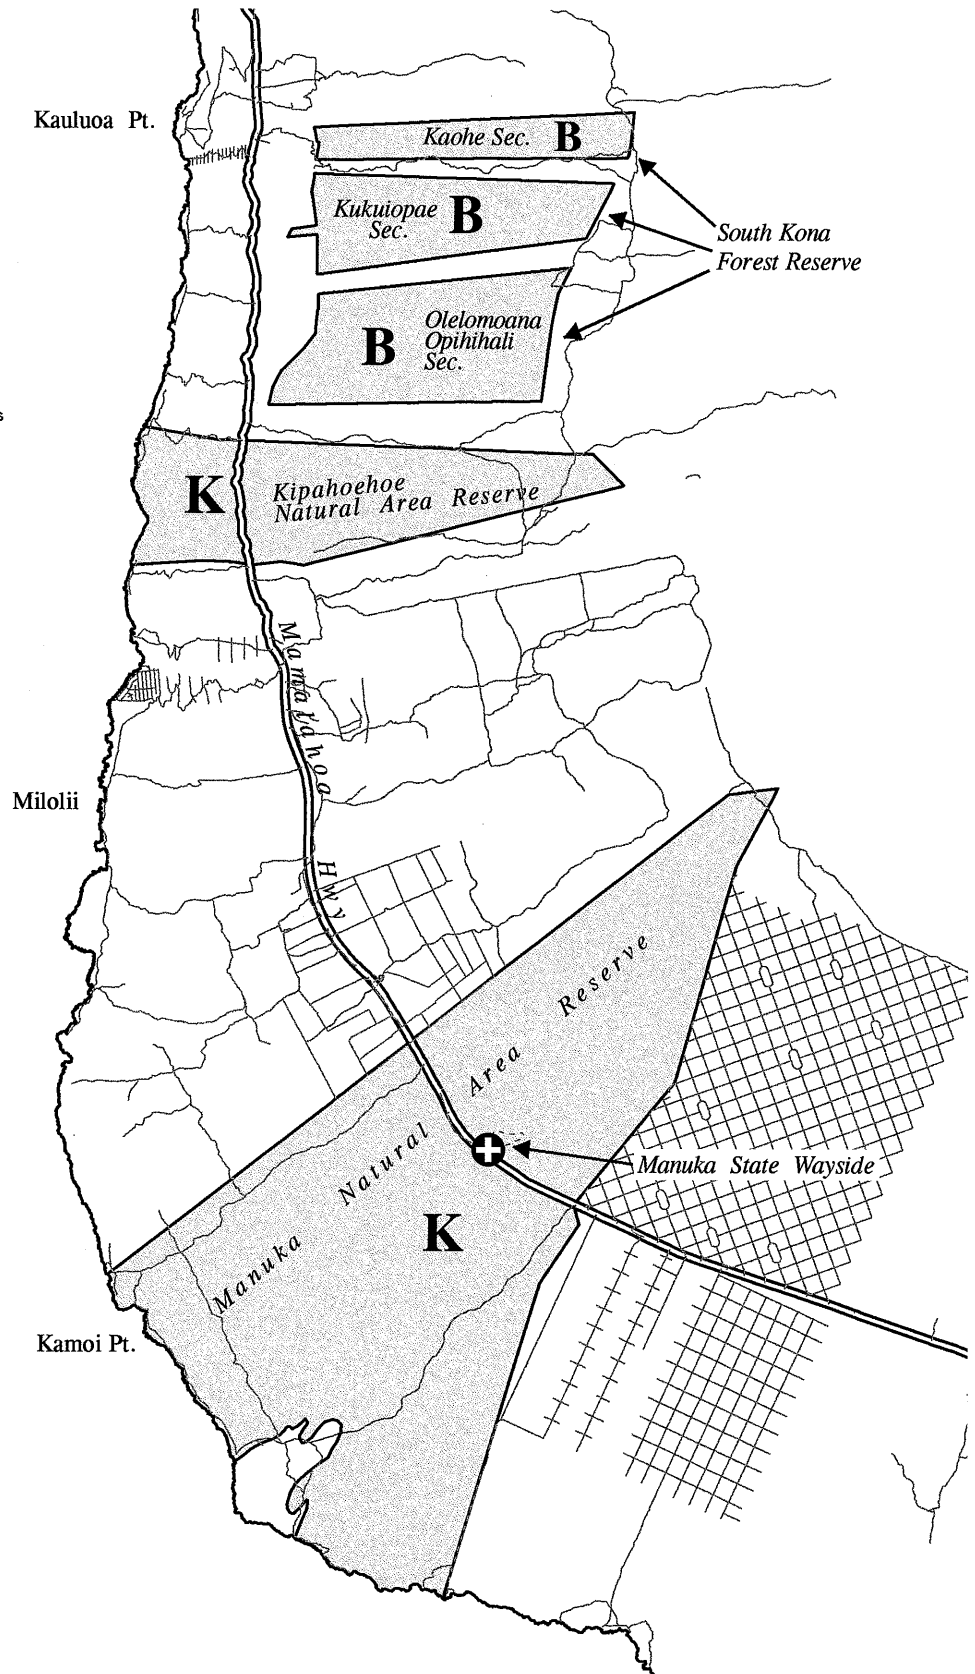 Kauluoa Pt.
Kaohe Sec. B
Kukuiopae
Sec.
B
South Kona
Forest Reserve
B
Olelomoana
Opihihali
Sec.
s
K
Kipahoehoe
Natural Area Reserve
Mamalahoa
Hwy
Milolii
Manuka Natural Area Reserve
Manuka State Wayside
K
Kamoi Pt.